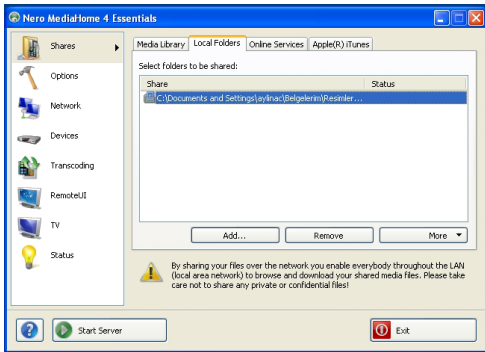 Nero MediaHome 4 Essentials
Shares
Options
Network
Devices
Transcoding
RemoteUI
TV
Status
Media Library Local Folders Online Services Apple(R) iTunes
Select folders to be shared:
Share Status
C:\Documents and Settings\aylinac\Belgelerim\Resimler...
Add... Remove More
By sharing your files over the network you enable everybody throughout the LAN
(local area network) to browse and download your shared media files. Please take
care not to share any private or confidential files!
Start Server Exit